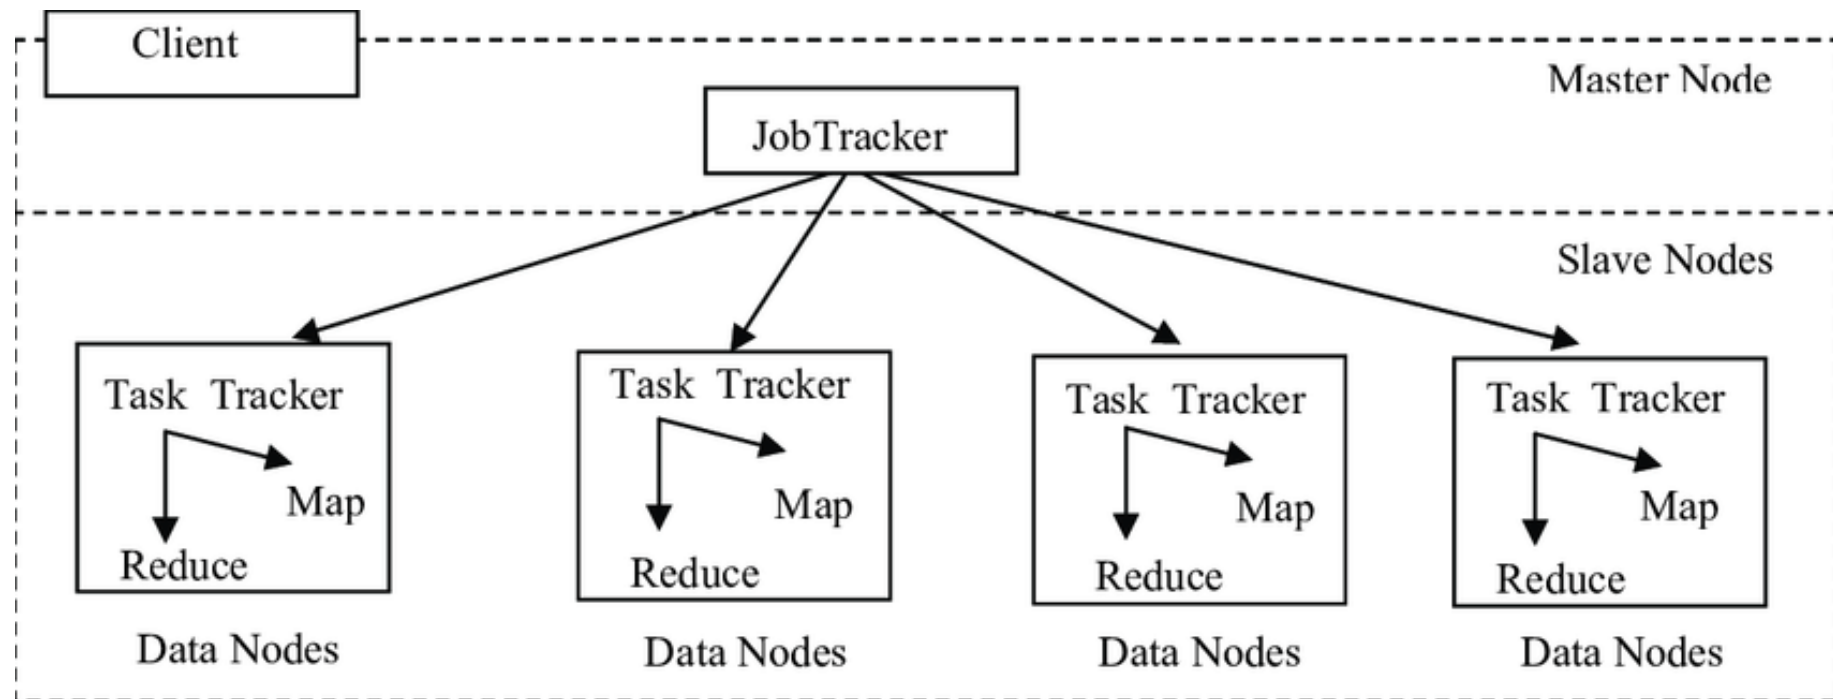 Client
Master Node
JobTracker
Slave Nodes
Task Tracker
Map
Reduce
Data Nodes
Task Tracker
Map
Reduce
Data Nodes
Task Tracker
Map
Reduce
Data Nodes
Task Tracker
Map
Reduce
Data Nodes